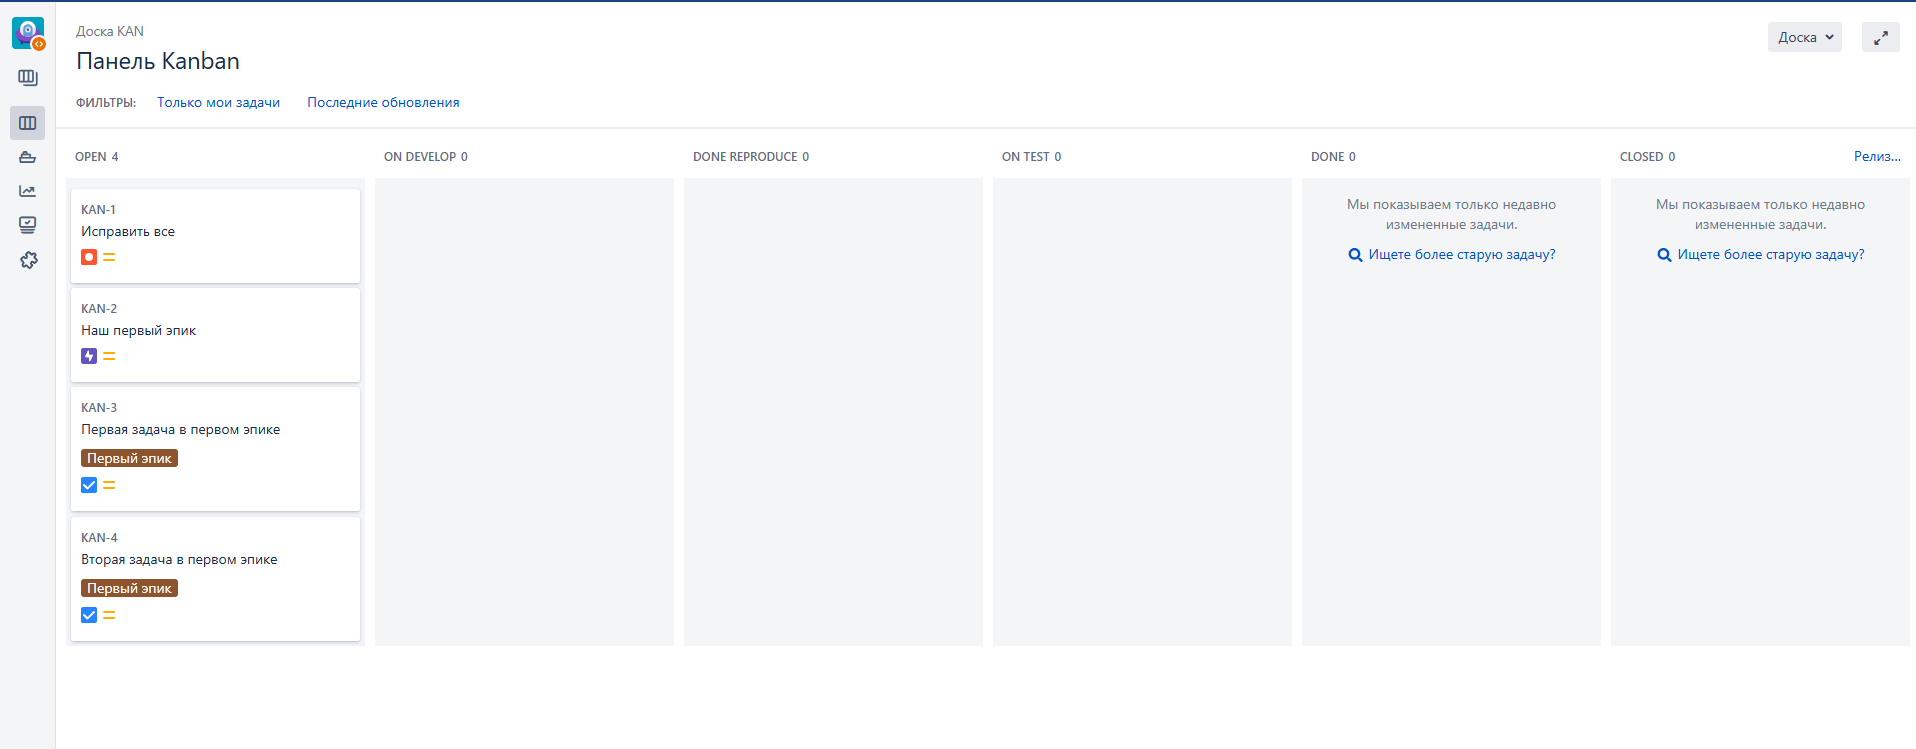 Доска KAN
Панель Kanban
Доска
ФИЛЬТРЫ: Только мои задачи Последние обновления
OPEN 4
ON DEVELOP 0
DONE REPRODUCE 0
ON TEST 0
DONE 0
CLOSED 0
Релиз...
KAN-1
Исправить все
KAN-2
Наш первый эпик
KAN-3
Первая задача в первом эпике
Первый эпик
KAN-4
Вторая задача в первом эпике
Первый эпик
Мы показываем только недавно
измененные задачи.
Ищете более старую задачу?
Мы показываем только недавно
измененные задачи.
Ищете более старую задачу?